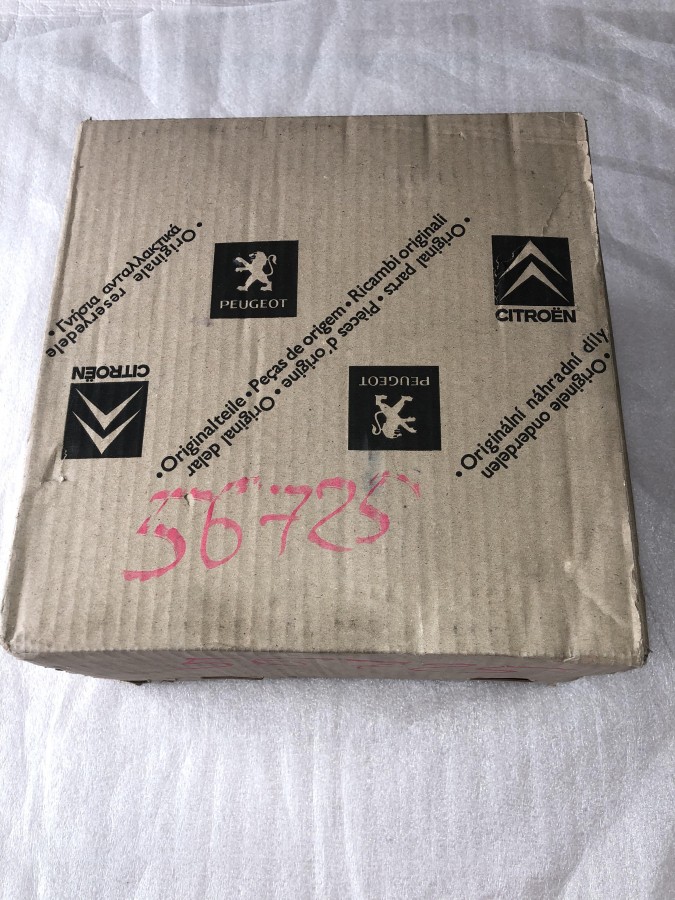 • Γνήσια ανταλλακτικά
• Originale reservedele
PEUGEOT
CITROËN
• Originalteile • Peças de origem • Ricambi originali
• Original parts • Pièces d'origine • Original delar
CITROËN
PEUGEOT
• Originální náhradní díly
• Originele onderdelen
56725